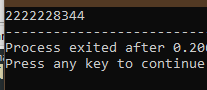 2222228344
--------------------------
Process exited after 0.20
Press any key to continue